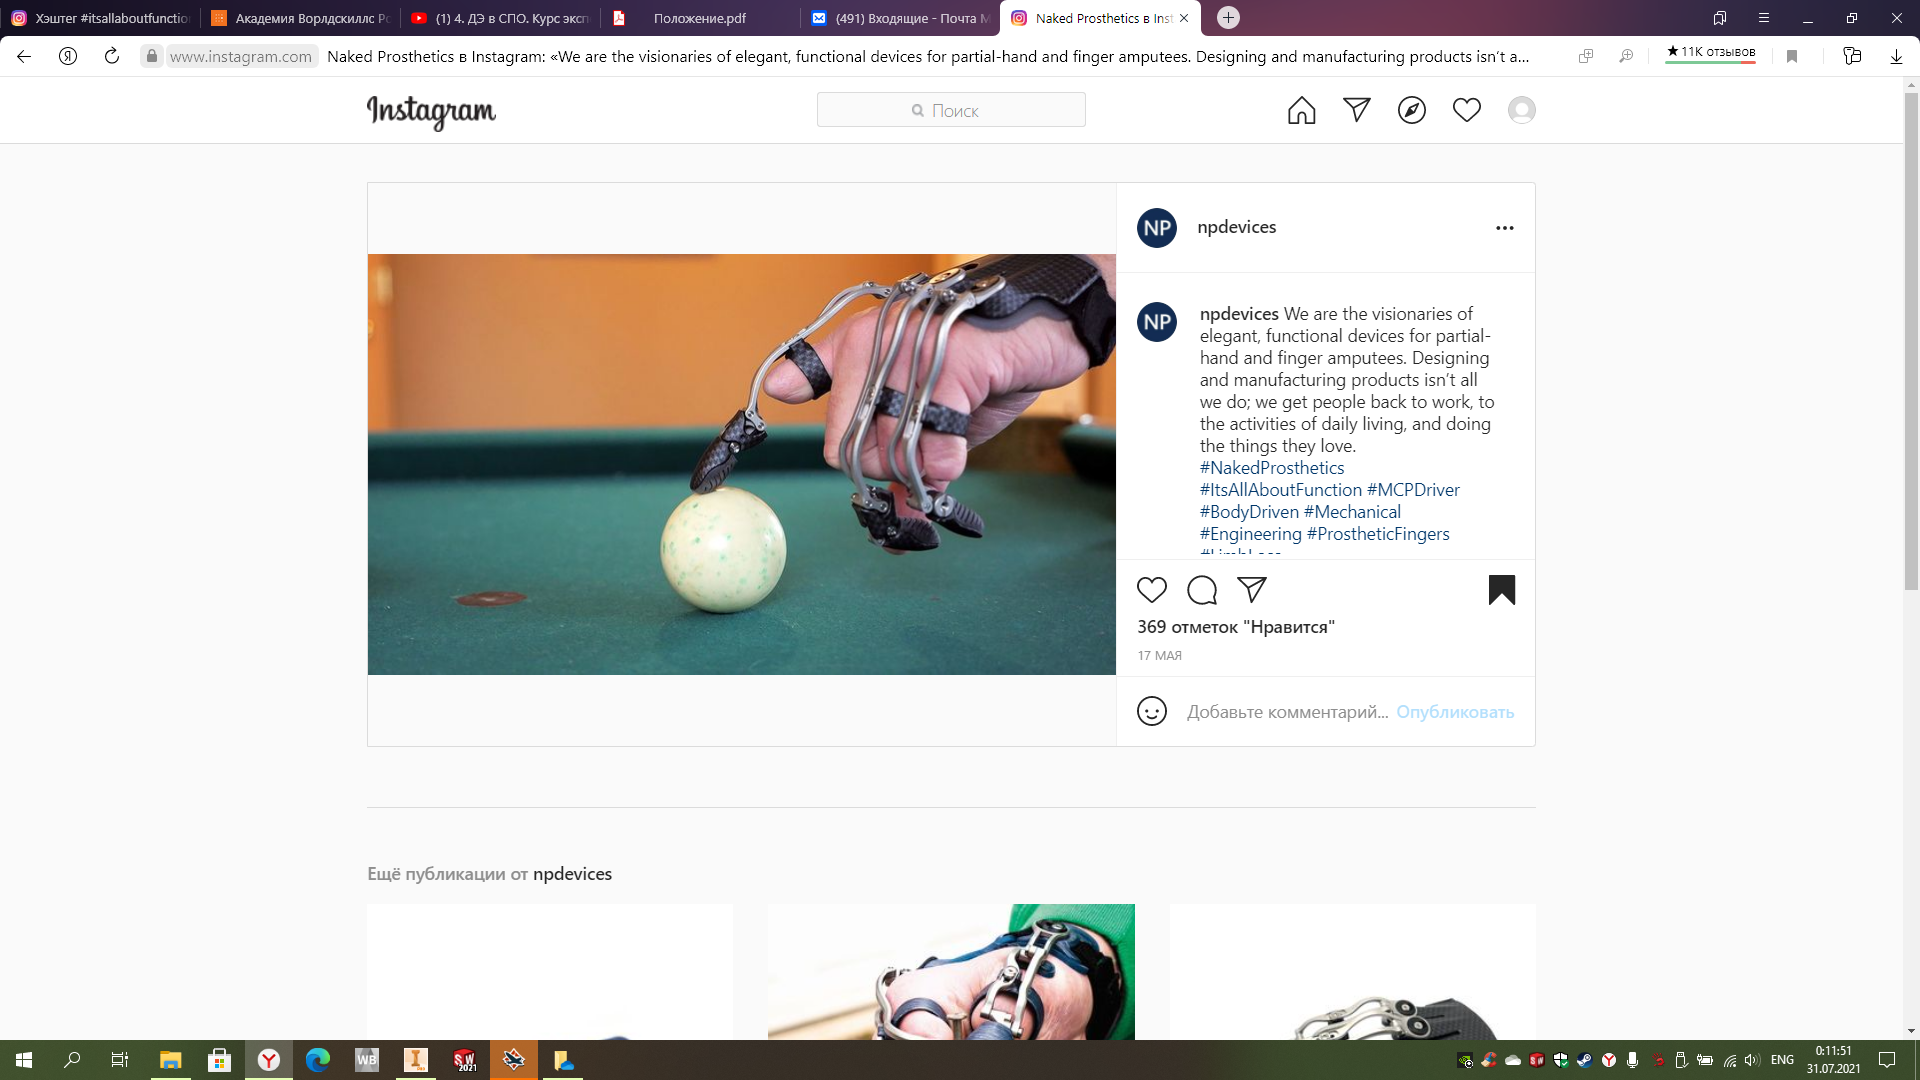 Хэштег #itsallaboutfunctio
Академия Ворлдскиллс Рс
(1) 4. ДЭ в СПО. Курс эксп
Положение.pdf
(491) Входящие - Почта M
Naked Prosthetics в Inst
www.instagram.com
Naked Prosthetics в Instagram: «We are the visionaries of elegant, functional devices for partial-hand and finger amputees. Designing and manufacturing products isn't a...
★11K отзывов
Instagram
Поиск
NP
npdevices
NP
npdevices We are the visionaries of
elegant, functional devices for partial-
hand and finger amputees. Designing
and manufacturing products isn't all
we do; we get people back to work, to
the activities of daily living, and doing
the things they love.
#NakedProsthetics
#ItsAllAboutFunction #MCPDriver
#BodyDriven #Mechanical
#Engineering #ProstheticFingers
#LimbLoss
369 отметок "Нравится"
17 МАЯ
Добавьте комментарий...
Опубликовать
Ещё публикации от npdevices
WB
SW
2021
ENG
0:11:51
31.07.2021